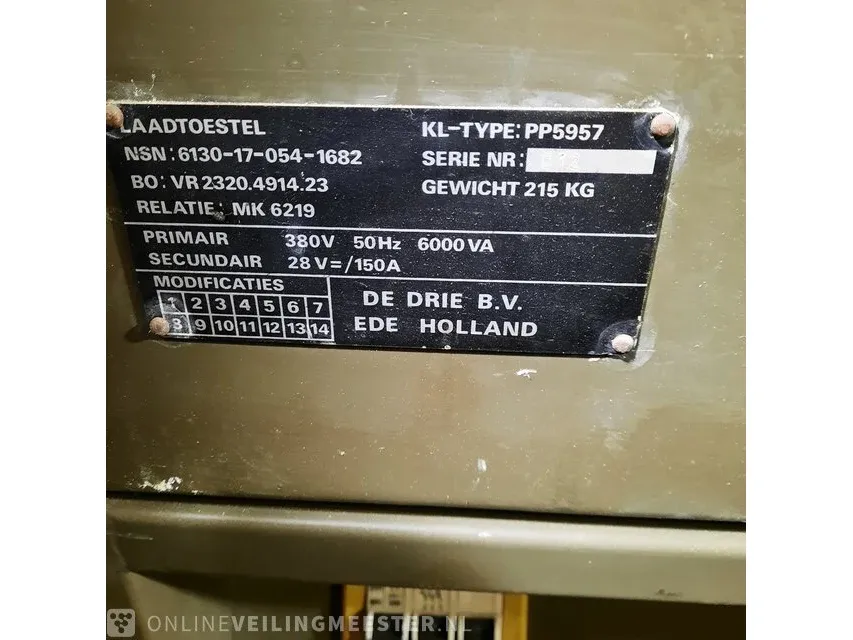 LAADTOESTEL KL-TYPE: PP5957
NSN: 6130-17-054-1682 SERIE NR:
BO: VR 2320.4914.23 GEWICHT 215 KG
RELATIE: MK 6219
PRIMAIR 380V 50Hz 6000 VA
SECUNDAIR 28 V=/150A
MODIFICATIES
1 2 3 4 5 6 7
8 9 10 11 12 13 14
DE DRIE B.V.
EDE HOLLAND
ONLINEVEILINGMEESTER.NL